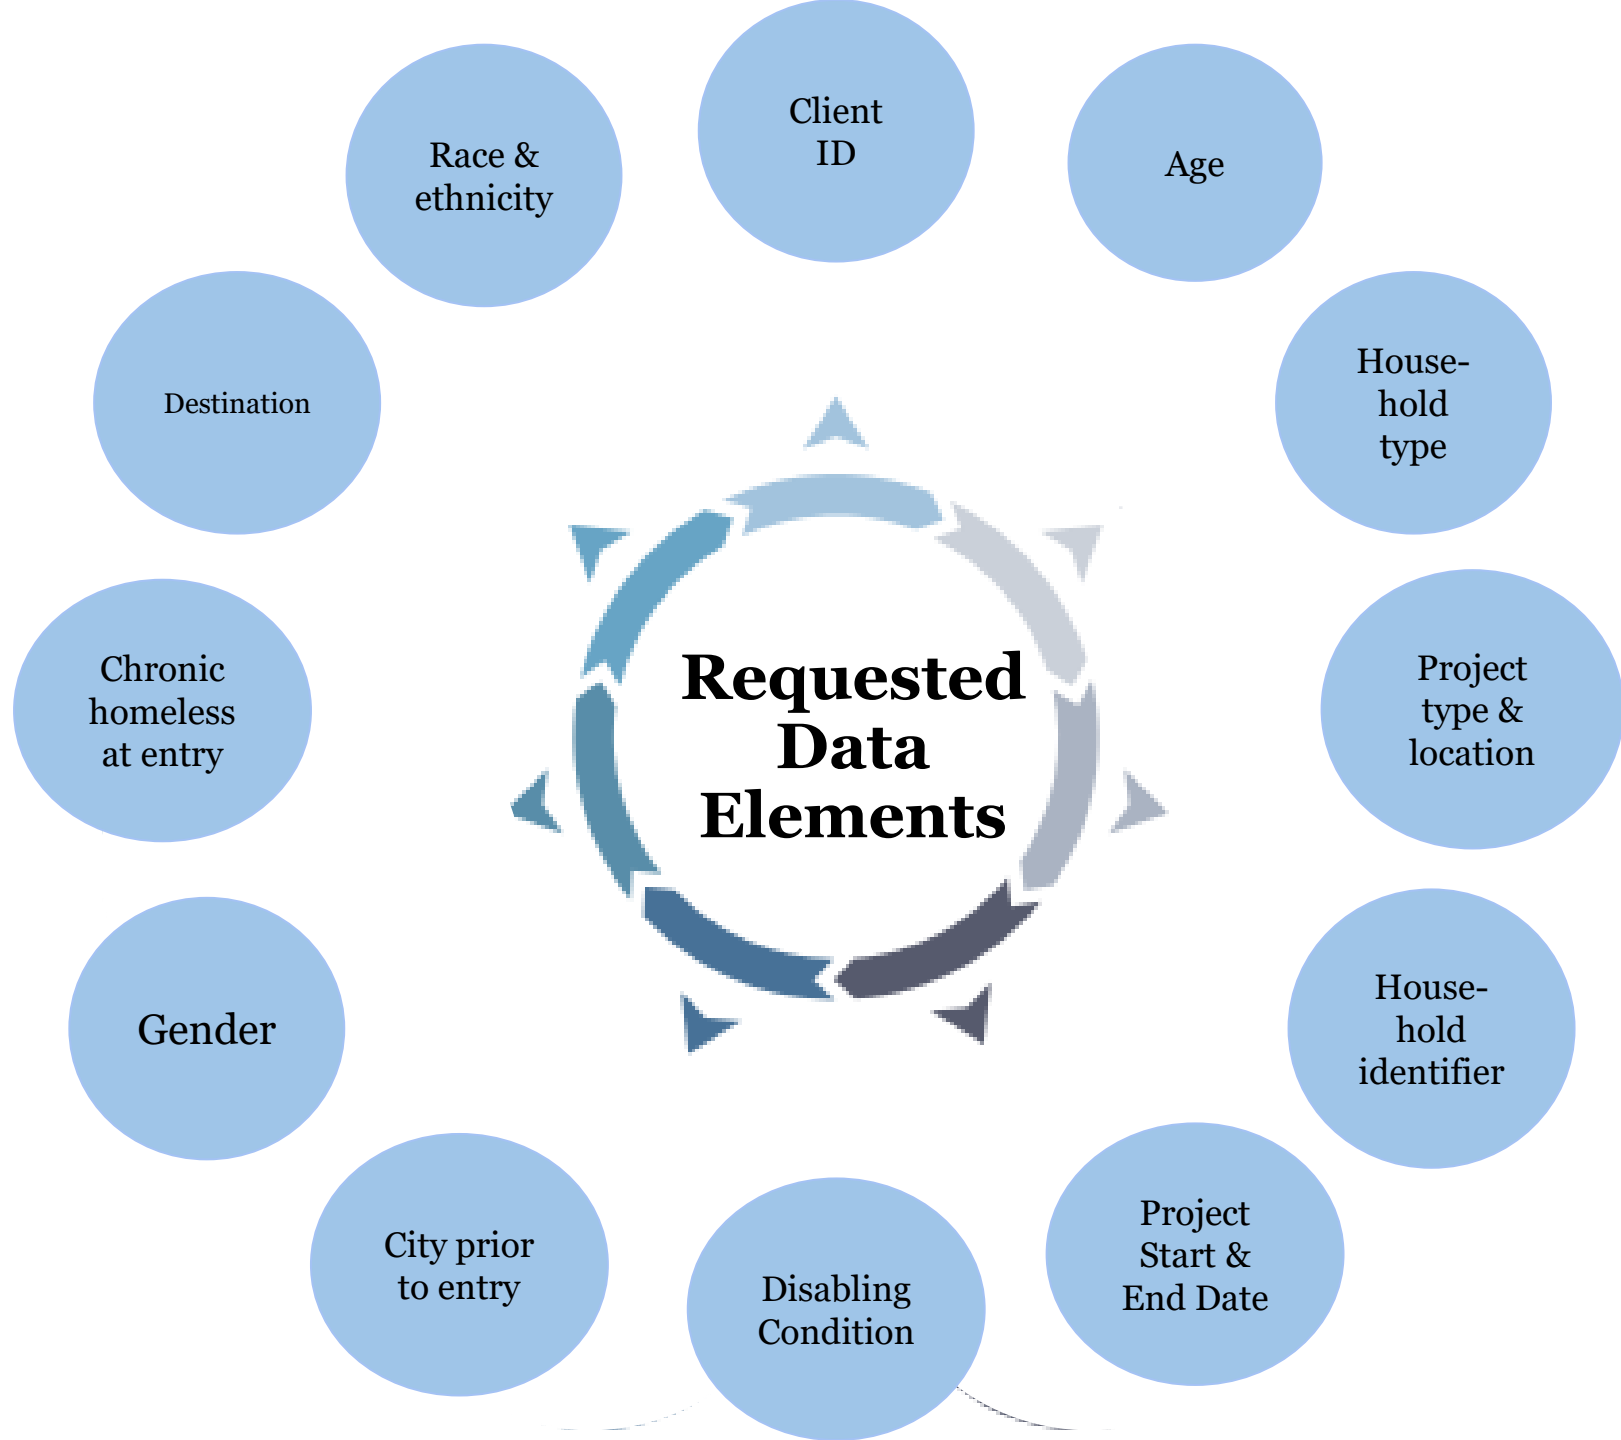 Client
ID
Age
House-
hold
type
Project
type &
location
House-
hold
identifier
Project
Start &
End Date
Disabling
Condition
City prior
to entry
Gender
Chronic
homeless
at entry
Destination
Race &
ethnicity
Requested
Data
Elements